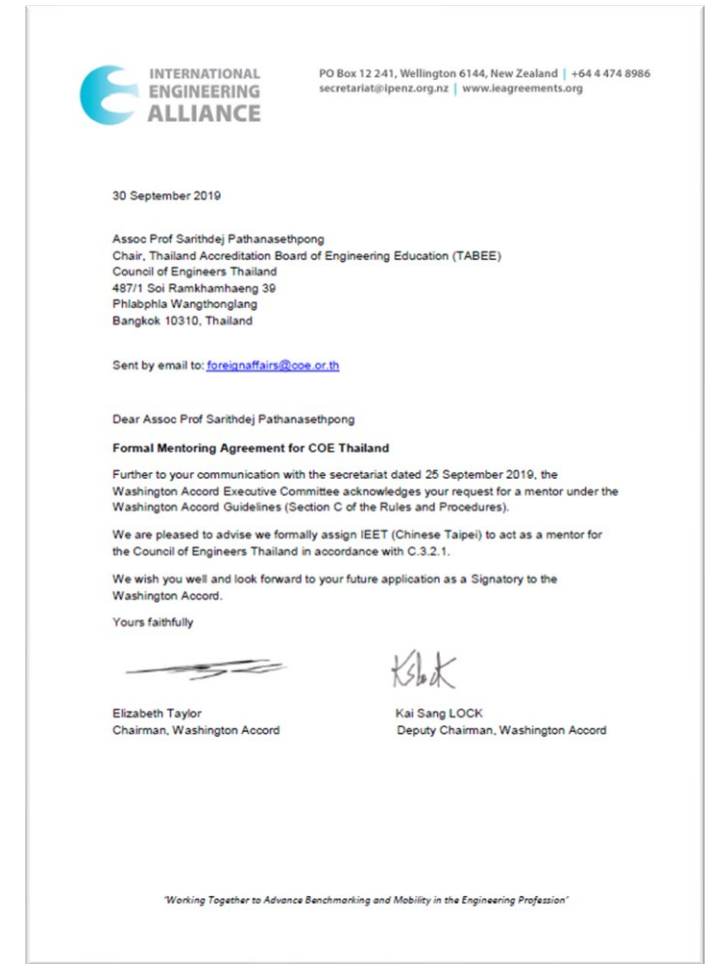 INTERNATIONAL
ENGINEERING
ALLIANCE
PO Box 12 241, Wellington 6144, New Zealand | +64 4 474 8986
secretariat@ipenz.org.nz | www.ieagreements.org
30 September 2019
Assoc Prof Sarithdej Pathanasethpong
Chair, Thailand Accreditation Board of Engineering Education (TABEE)
Council of Engineers Thailand
487/1 Soi Ramkhamhaeng 39
Phlabphla Wangthonglang
Bangkok 10310, Thailand
Sent by email to: foreignaffairs@coe.or.th
Dear Assoc Prof Sarithdej Pathanasethpong
Formal Mentoring Agreement for COE Thailand
Further to your communication with the secretariat dated 25 September 2019, the
Washington Accord Executive Committee acknowledges your request for a mentor under the
Washington Accord Guidelines (Section C of the Rules and Procedures).
We are pleased to advise we formally assign IEET (Chinese Taipei) to act as a mentor for
the Council of Engineers Thailand in accordance with C.3.2.1.
We wish you well and look forward to your future application as a Signatory to the
Washington Accord.
Yours faithfully
KSLock
Elizabeth Taylor
Chairman, Washington Accord
Kai Sang LOCK
Deputy Chairman, Washington Accord
"Working Together to Advance Benchmarking and Mobility in the Engineering Profession"